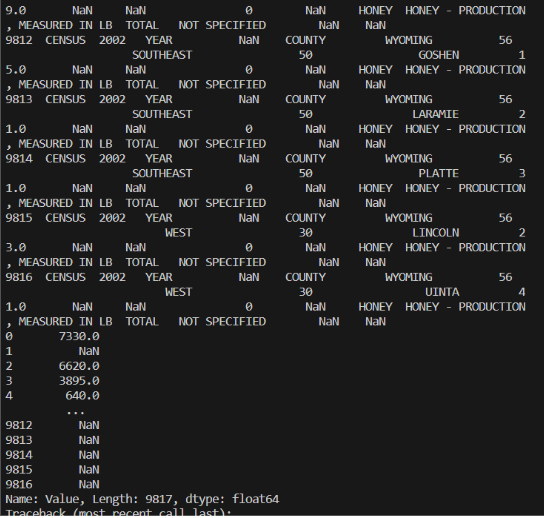 9.0 NaN NaN 0 NaN HONEY HONEY - PRODUCTION
, MEASURED IN LB TOTAL NOT SPECIFIED NaN NaN
9812 CENSUS 2002 YEAR NaN COUNTY WYOMING 56
SOUTHEAST 50 GOSHEN 1
5.0 NaN NaN 0 NaN HONEY HONEY - PRODUCTION
, MEASURED IN LB TOTAL NOT SPECIFIED NaN NaN
9813 CENSUS 2002 YEAR NaN COUNTY WYOMING 56
SOUTHEAST 50 LARAMIE 2
1.0 NaN NaN 0 NaN HONEY HONEY - PRODUCTION
, MEASURED IN LB TOTAL NOT SPECIFIED NaN NaN
9814 CENSUS 2002 YEAR NaN COUNTY WYOMING 56
SOUTHEAST 50 PLATTE 3
1.0 NaN NaN 0 NaN HONEY HONEY - PRODUCTION
, MEASURED IN LB TOTAL NOT SPECIFIED NaN NaN
9815 CENSUS 2002 YEAR NaN COUNTY WYOMING 56
WEST 30 LINCOLN 2
3.0 NaN NaN 0 NaN HONEY HONEY - PRODUCTION
, MEASURED IN LB TOTAL NOT SPECIFIED NaN NaN
9816 CENSUS 2002 YEAR NaN COUNTY WYOMING 56
WEST 30 UINTA 4
1.0 NaN NaN 0 NaN HONEY HONEY - PRODUCTION
, MEASURED IN LB TOTAL NOT SPECIFIED NaN NaN
0 7330.0
1 NaN
2 6620.0
3 3895.0
4 640.0
...
9812 NaN
9813 NaN
9814 NaN
9815 NaN
9816 NaN
Name: Value, Length: 9817, dtype: float64
Traceback (most recent call last):